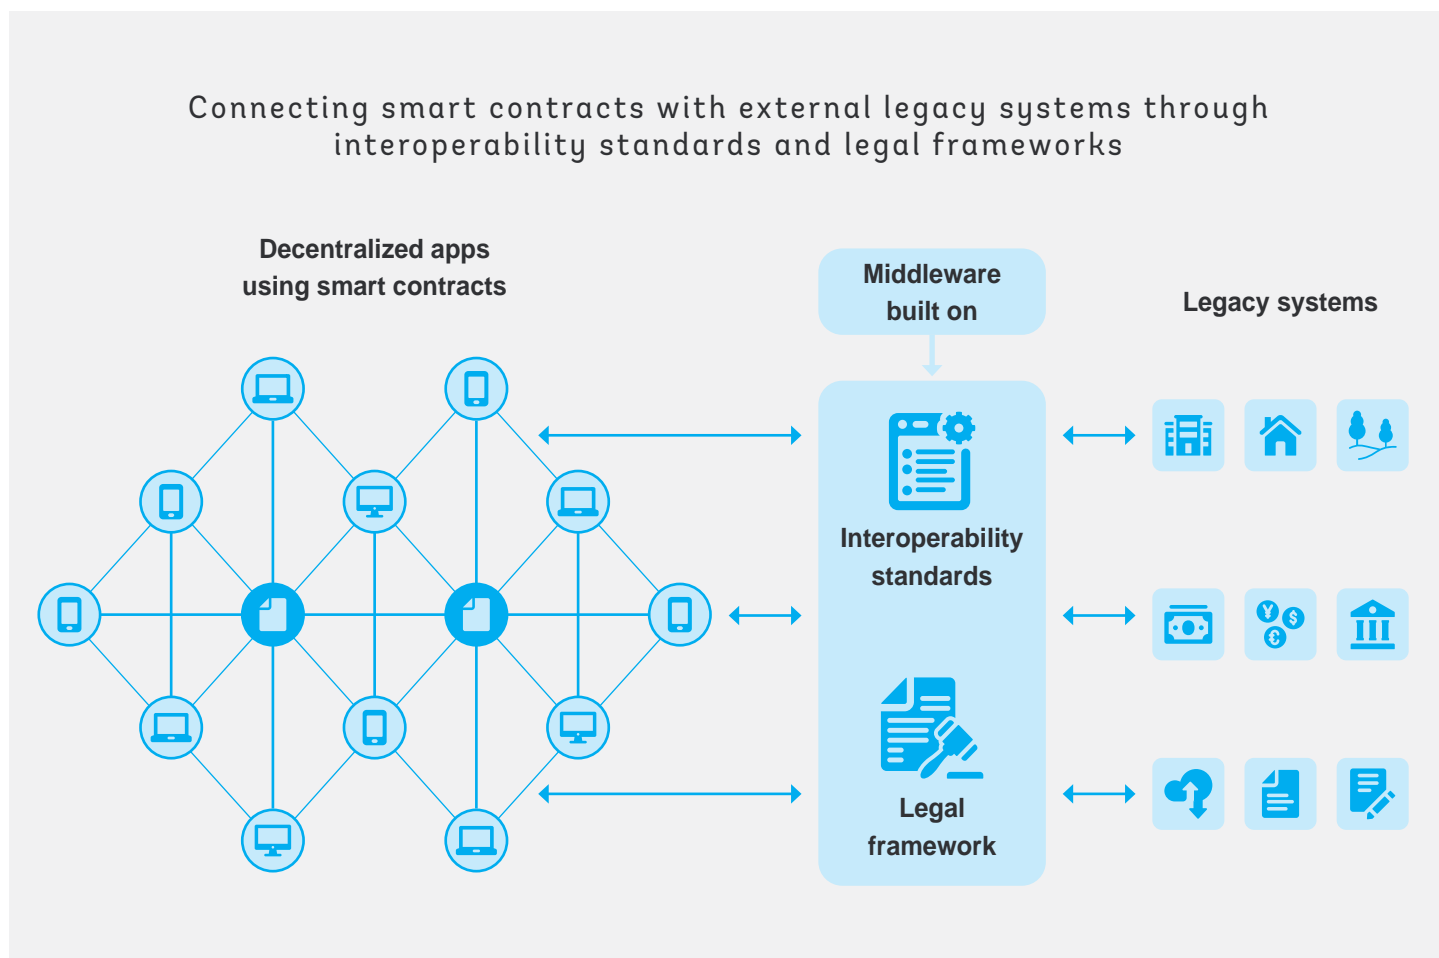 Connecting smart contracts with external legacy systems through
interoperability standards and legal frameworks
Decentralized apps
using smart contracts
Middleware
built on
Legacy systems
Interoperability
standards
¥
$
€
Legal
framework